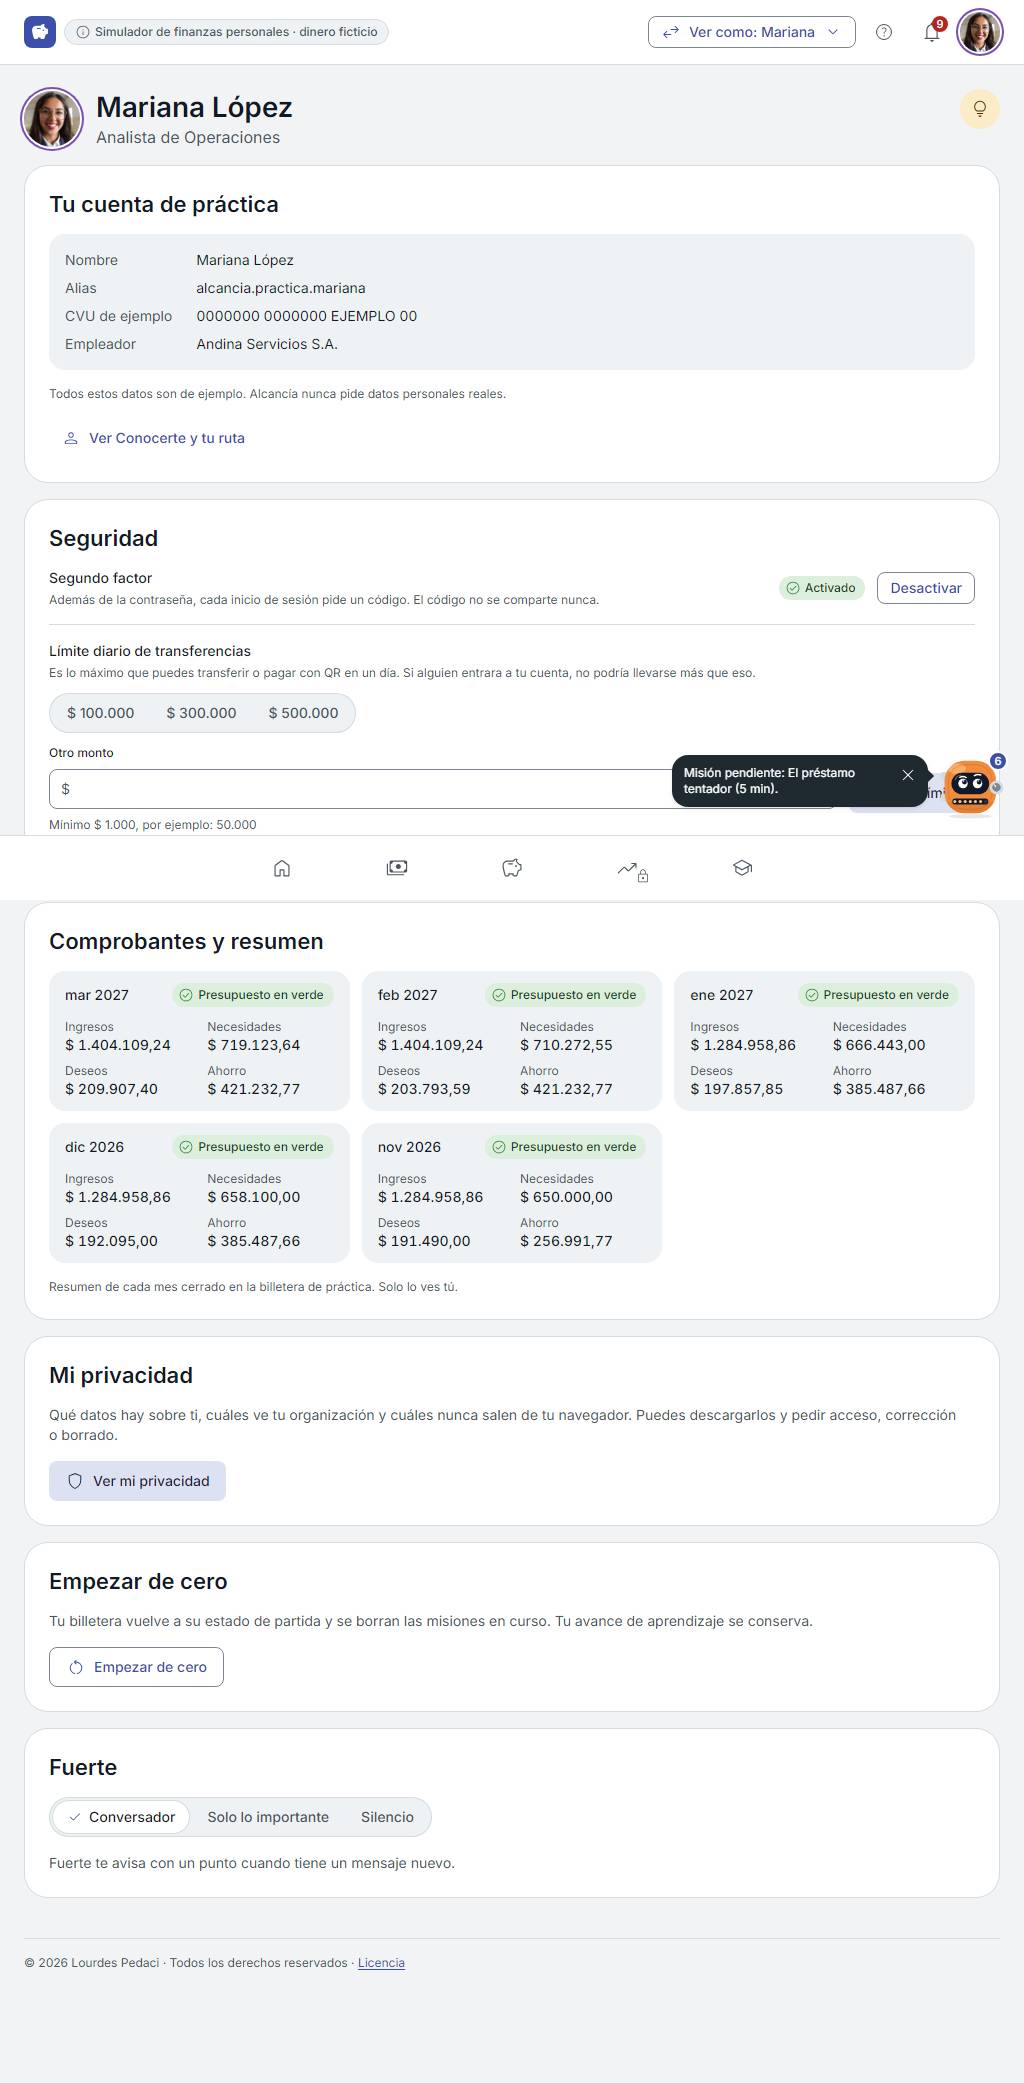 Simulador de finanzas personales · dinero ficticio
Ver como: Mariana
9
Mariana López
Analista de Operaciones
Tu cuenta de práctica
Nombre Mariana López
Alias alcancia.practica.mariana
CVU de ejemplo 0000000 0000000 EJEMPLO 00
Empleador Andina Servicios S.A.
Todos estos datos son de ejemplo. Alcancía nunca pide datos personales reales.
Ver Conocerte y tu ruta
Seguridad
Segundo factor
Además de la contraseña, cada inicio de sesión pide un código. El código no se comparte nunca.
Activado
Desactivar
Límite diario de transferencias
Es lo máximo que puedes transferir o pagar con QR en un día. Si alguien entrara a tu cuenta, no podría llevarse más que eso.
$ 100.000 $ 300.000 $ 500.000
Otro monto
$
Misión pendiente: El préstamo
tentador (5 min).
6
Mínimo $ 1.000, por ejemplo: 50.000
Comprobantes y resumen
mar 2027 Presupuesto en verde
Ingresos Necesidades
$ 1.404.109,24 $ 719.123,64
Deseos Ahorro
$ 209.907,40 $ 421.232,77
feb 2027 Presupuesto en verde
Ingresos Necesidades
$ 1.404.109,24 $ 710.272,55
Deseos Ahorro
$ 203.793,59 $ 421.232,77
ene 2027 Presupuesto en verde
Ingresos Necesidades
$ 1.284.958,86 $ 666.443,00
Deseos Ahorro
$ 197.857,85 $ 385.487,66
dic 2026 Presupuesto en verde
Ingresos Necesidades
$ 1.284.958,86 $ 658.100,00
Deseos Ahorro
$ 192.095,00 $ 385.487,66
nov 2026 Presupuesto en verde
Ingresos Necesidades
$ 1.284.958,86 $ 650.000,00
Deseos Ahorro
$ 191.490,00 $ 256.991,77
Resumen de cada mes cerrado en la billetera de práctica. Solo lo ves tú.
Mi privacidad
Qué datos hay sobre ti, cuáles ve tu organización y cuáles nunca salen de tu navegador. Puedes descargarlos y pedir acceso, corrección
o borrado.
Ver mi privacidad
Empezar de cero
Tu billetera vuelve a su estado de partida y se borran las misiones en curso. Tu avance de aprendizaje se conserva.
Empezar de cero
Fuerte
Conversador Solo lo importante Silencio
Fuerte te avisa con un punto cuando tiene un mensaje nuevo.
© 2026 Lourdes Pedaci · Todos los derechos reservados · Licencia